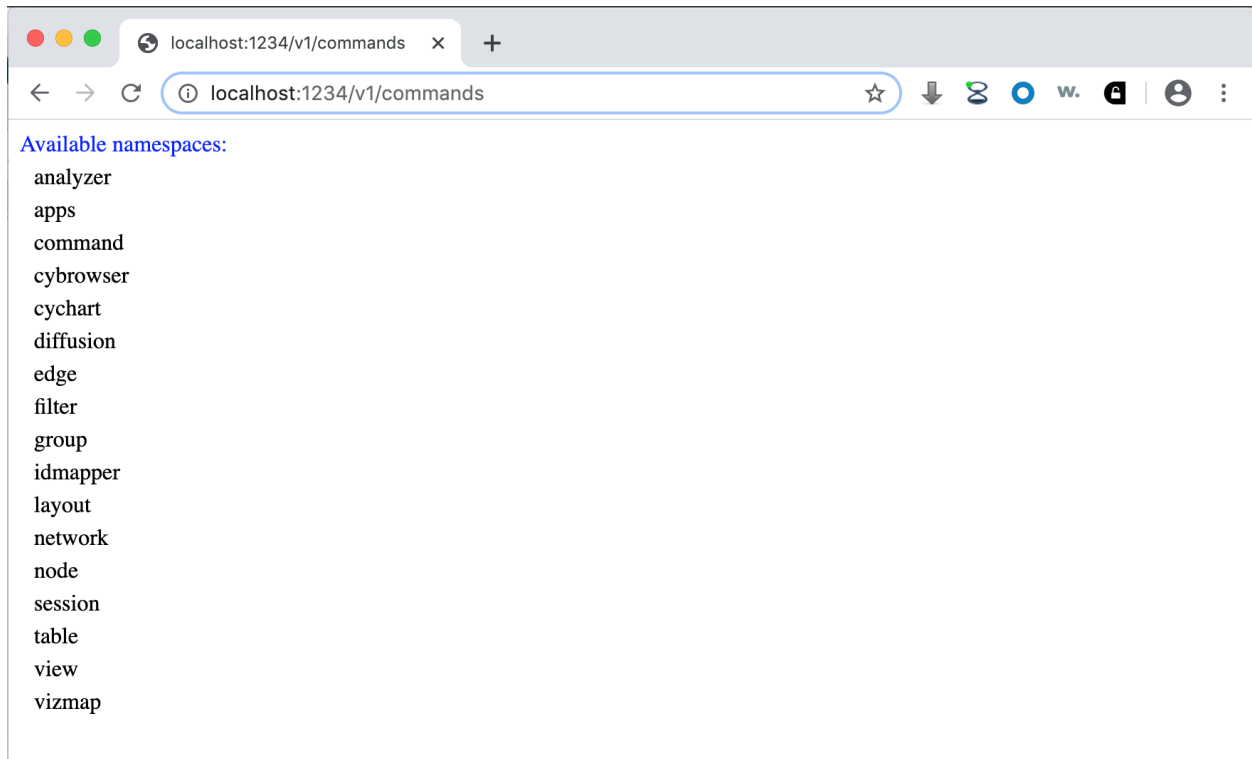 localhost:1234/v1/commands
localhost:1234/v1/commands
w.
Available namespaces:
analyzer
apps
command
cybrowser
cychart
diffusion
edge
filter
group
idmapper
layout
network
node
session
table
view
vizmap